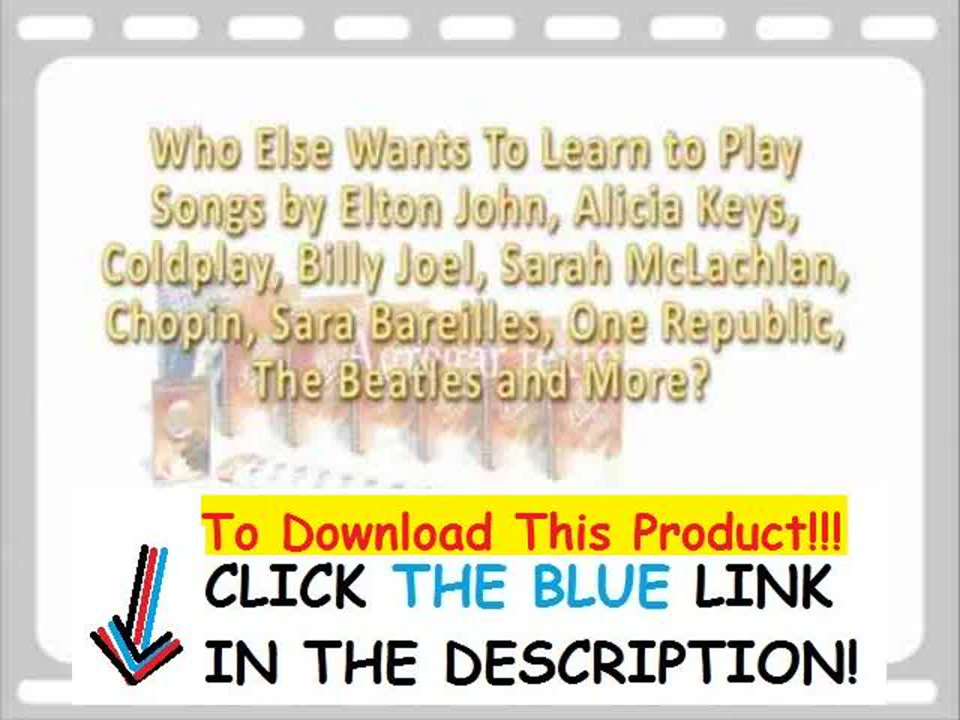 Who Else Wants To Learn to Play
Songs by Elton John, Alicia Keys,
Coldplay, Billy Joel, Sarah McLachlan,
Chopin, Sara Bareilles, One Republic,
Agregar texto
The Beatles and More?
To Download This Product!!!
CLICK THE BLUE LINK
IN THE DESCRIPTION!